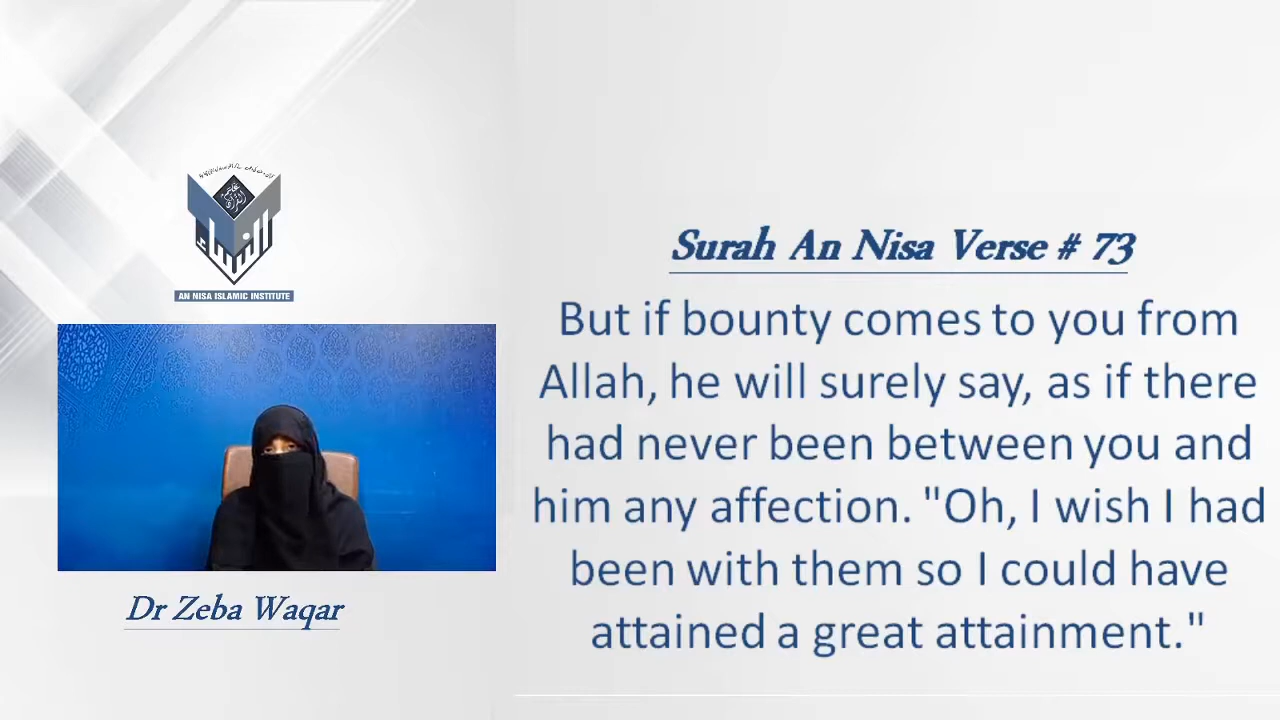 النساء
AN NISA ISLAMIC INSTITUTE
Dr Zeba Waqar
Surah An Nisa Verse # 73
But if bounty comes to you from
Allah, he will surely say, as if there
had never been between you and
him any affection. "Oh, I wish I had
been with them so I could have
attained a great attainment."